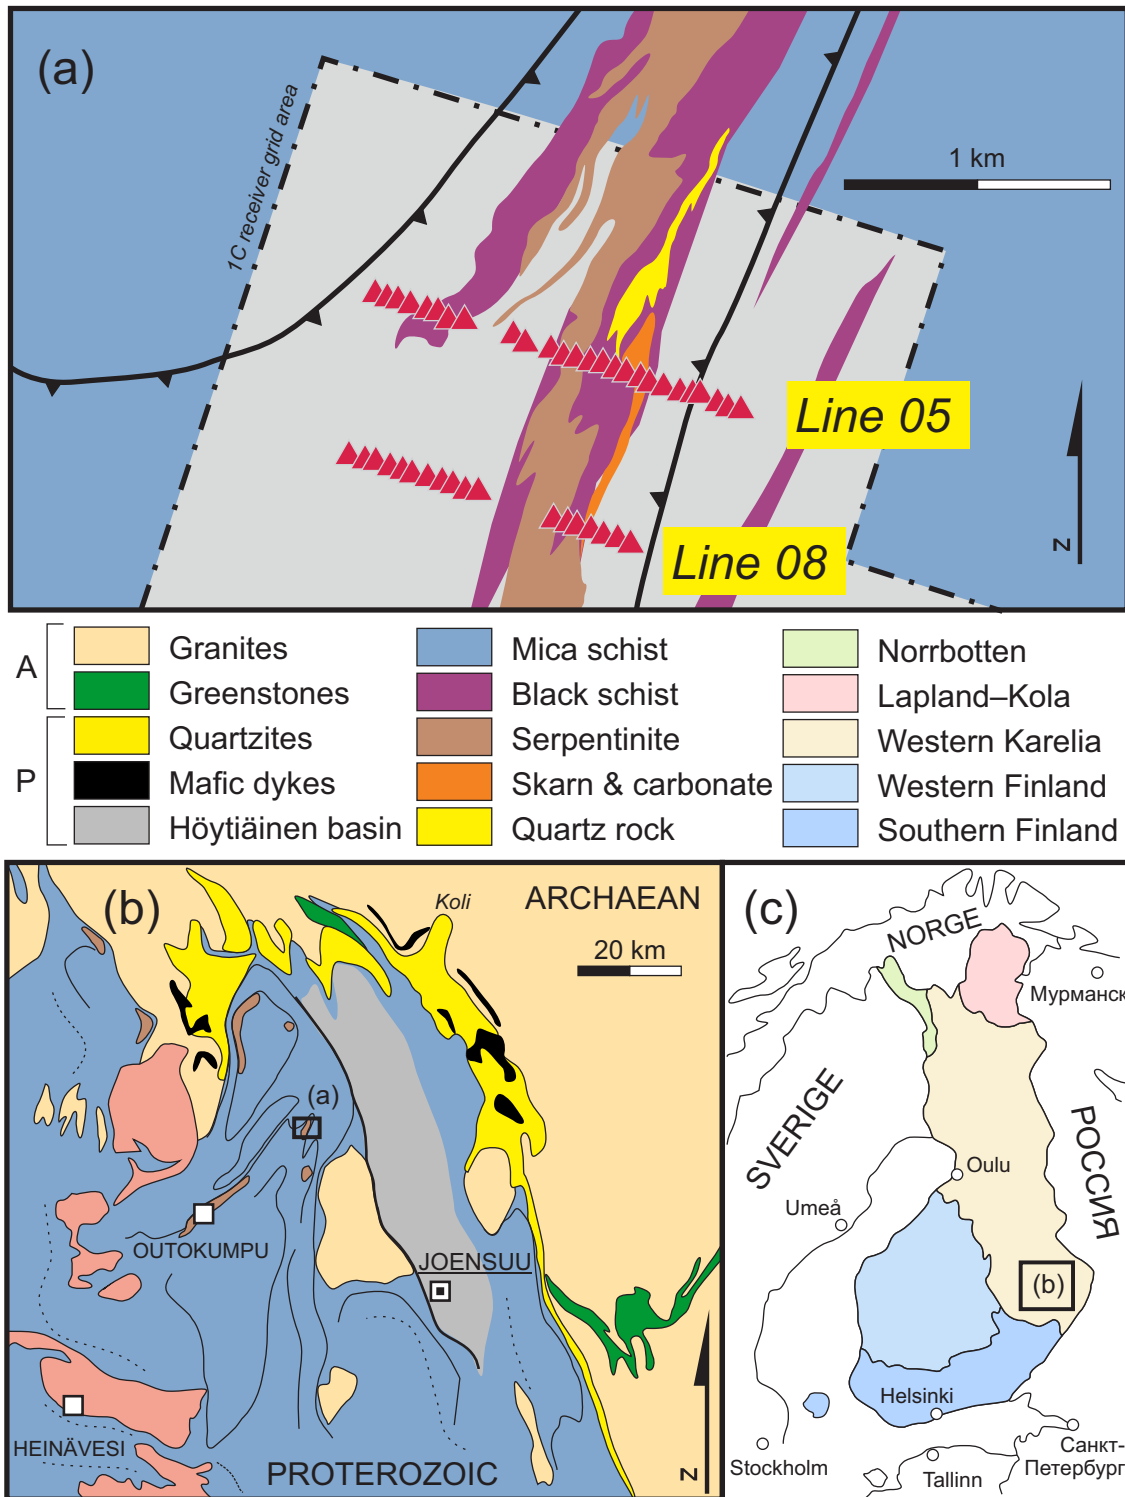 (a)
1C receiver grid area
1 km
Line 05
Line 08
N
A
P
Granites
Greenstones
Quartzites
Mafic dykes
Höytiäinen basin
Mica schist
Black schist
Serpentinite
Skarn & carbonate
Quartz rock
Norrbotten
Lapland–Kola
Western Karelia
Western Finland
Southern Finland
(b)
Koli
ARCHAEAN
20 km
(a)
OUTOKUMPU
JOENSUU
HEINÄVESI
PROTEROZOIC
N
(c)
NORGE
Мурманск
SVERIGE
РОССИЯ
Oulu
Umeå
(b)
Helsinki
Stockholm
Tallinn
Санкт-
Петербург